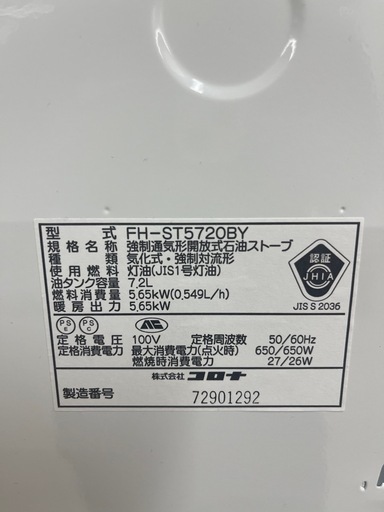 型式 FH-ST5720BY
規格名称 強制通気形開放式石油ストーブ
種類 気化式・強制対流形
使用燃料 灯油(JIS1号灯油)
油タンク容量 7.2L
燃料消費量 5.65kW(0.549L/h)
暖房出力 5.65kW
認証
JHIA
JIS S 2036
PS E
PS C
定格電圧 100V 定格周波数 50/60Hz
定格消費電力 最大消費電力(点火時) 650/650W
燃焼時消費電力 27/26W
株式会社 コロナ
製造番号 72901292